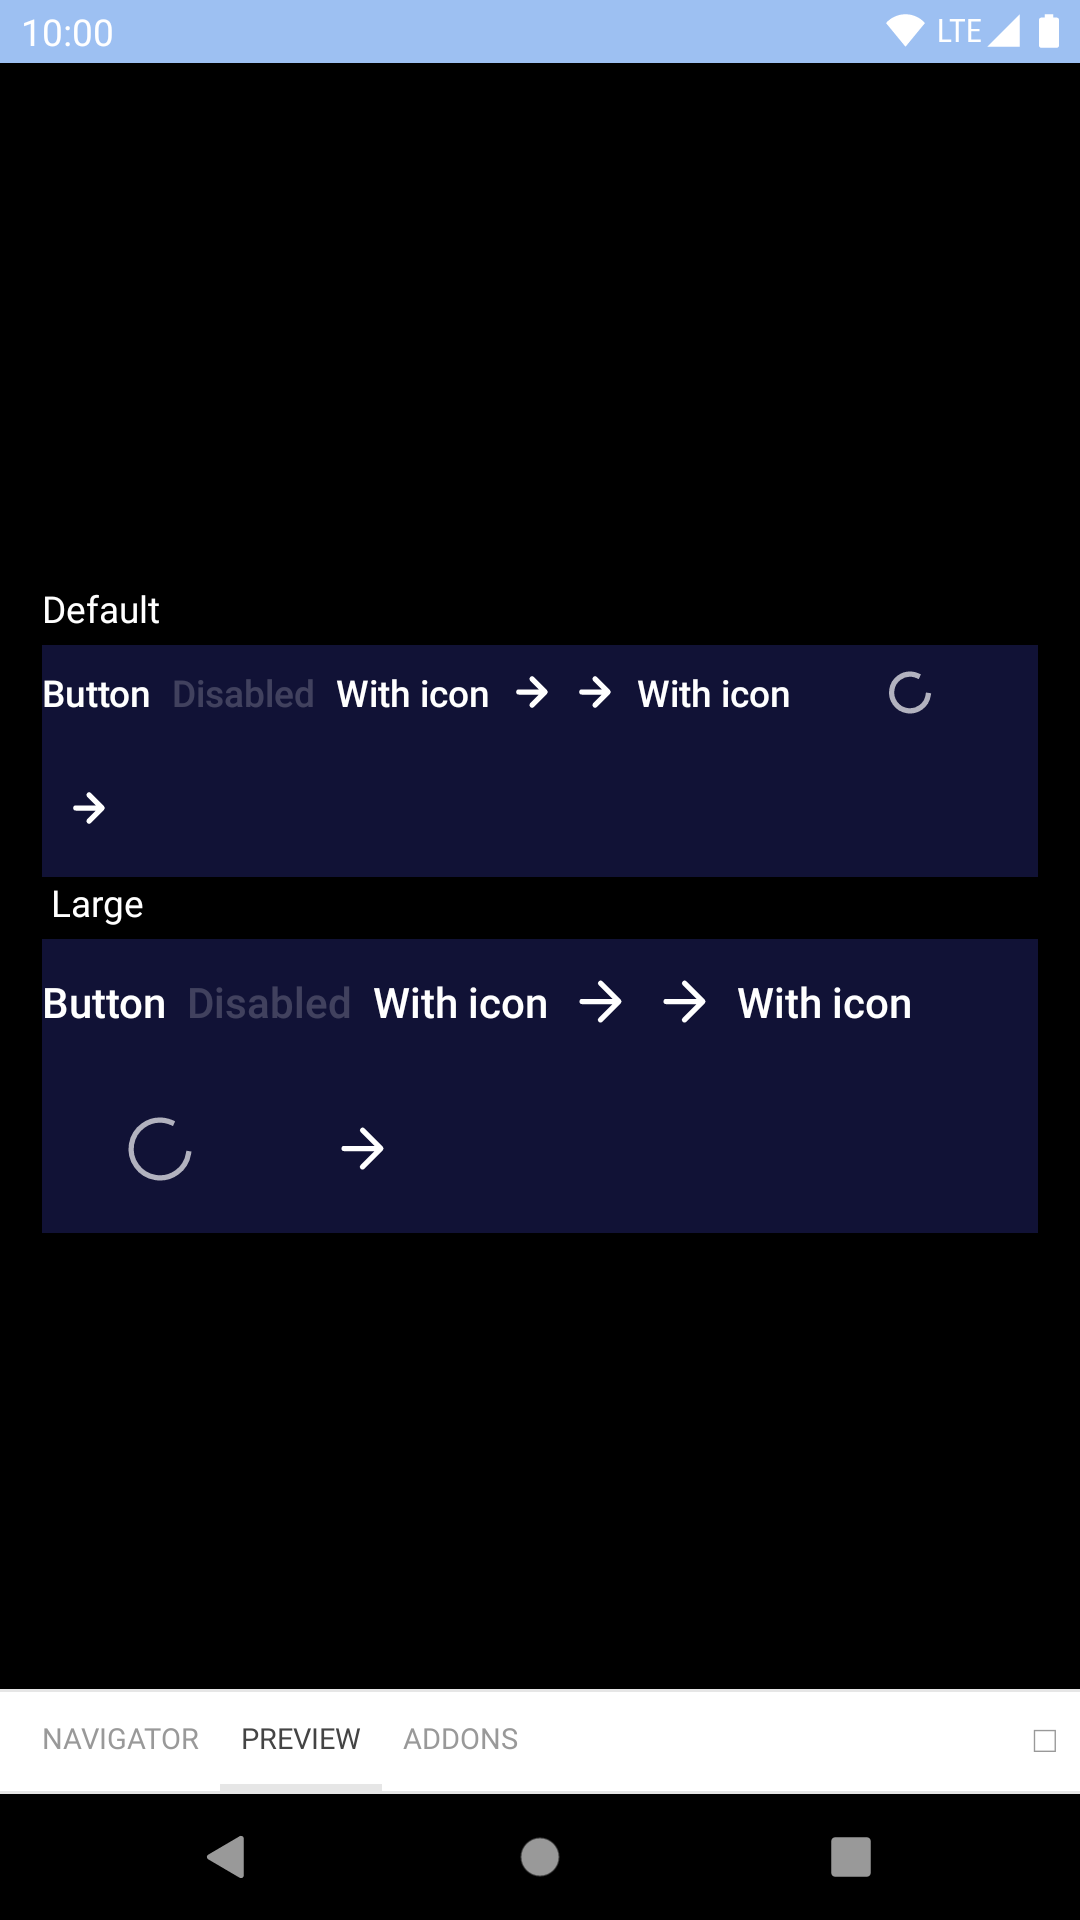 10:00 LTE
Default
Button Disabled With icon With icon
Large
Button Disabled With icon With icon
NAVIGATOR PREVIEW ADDONS